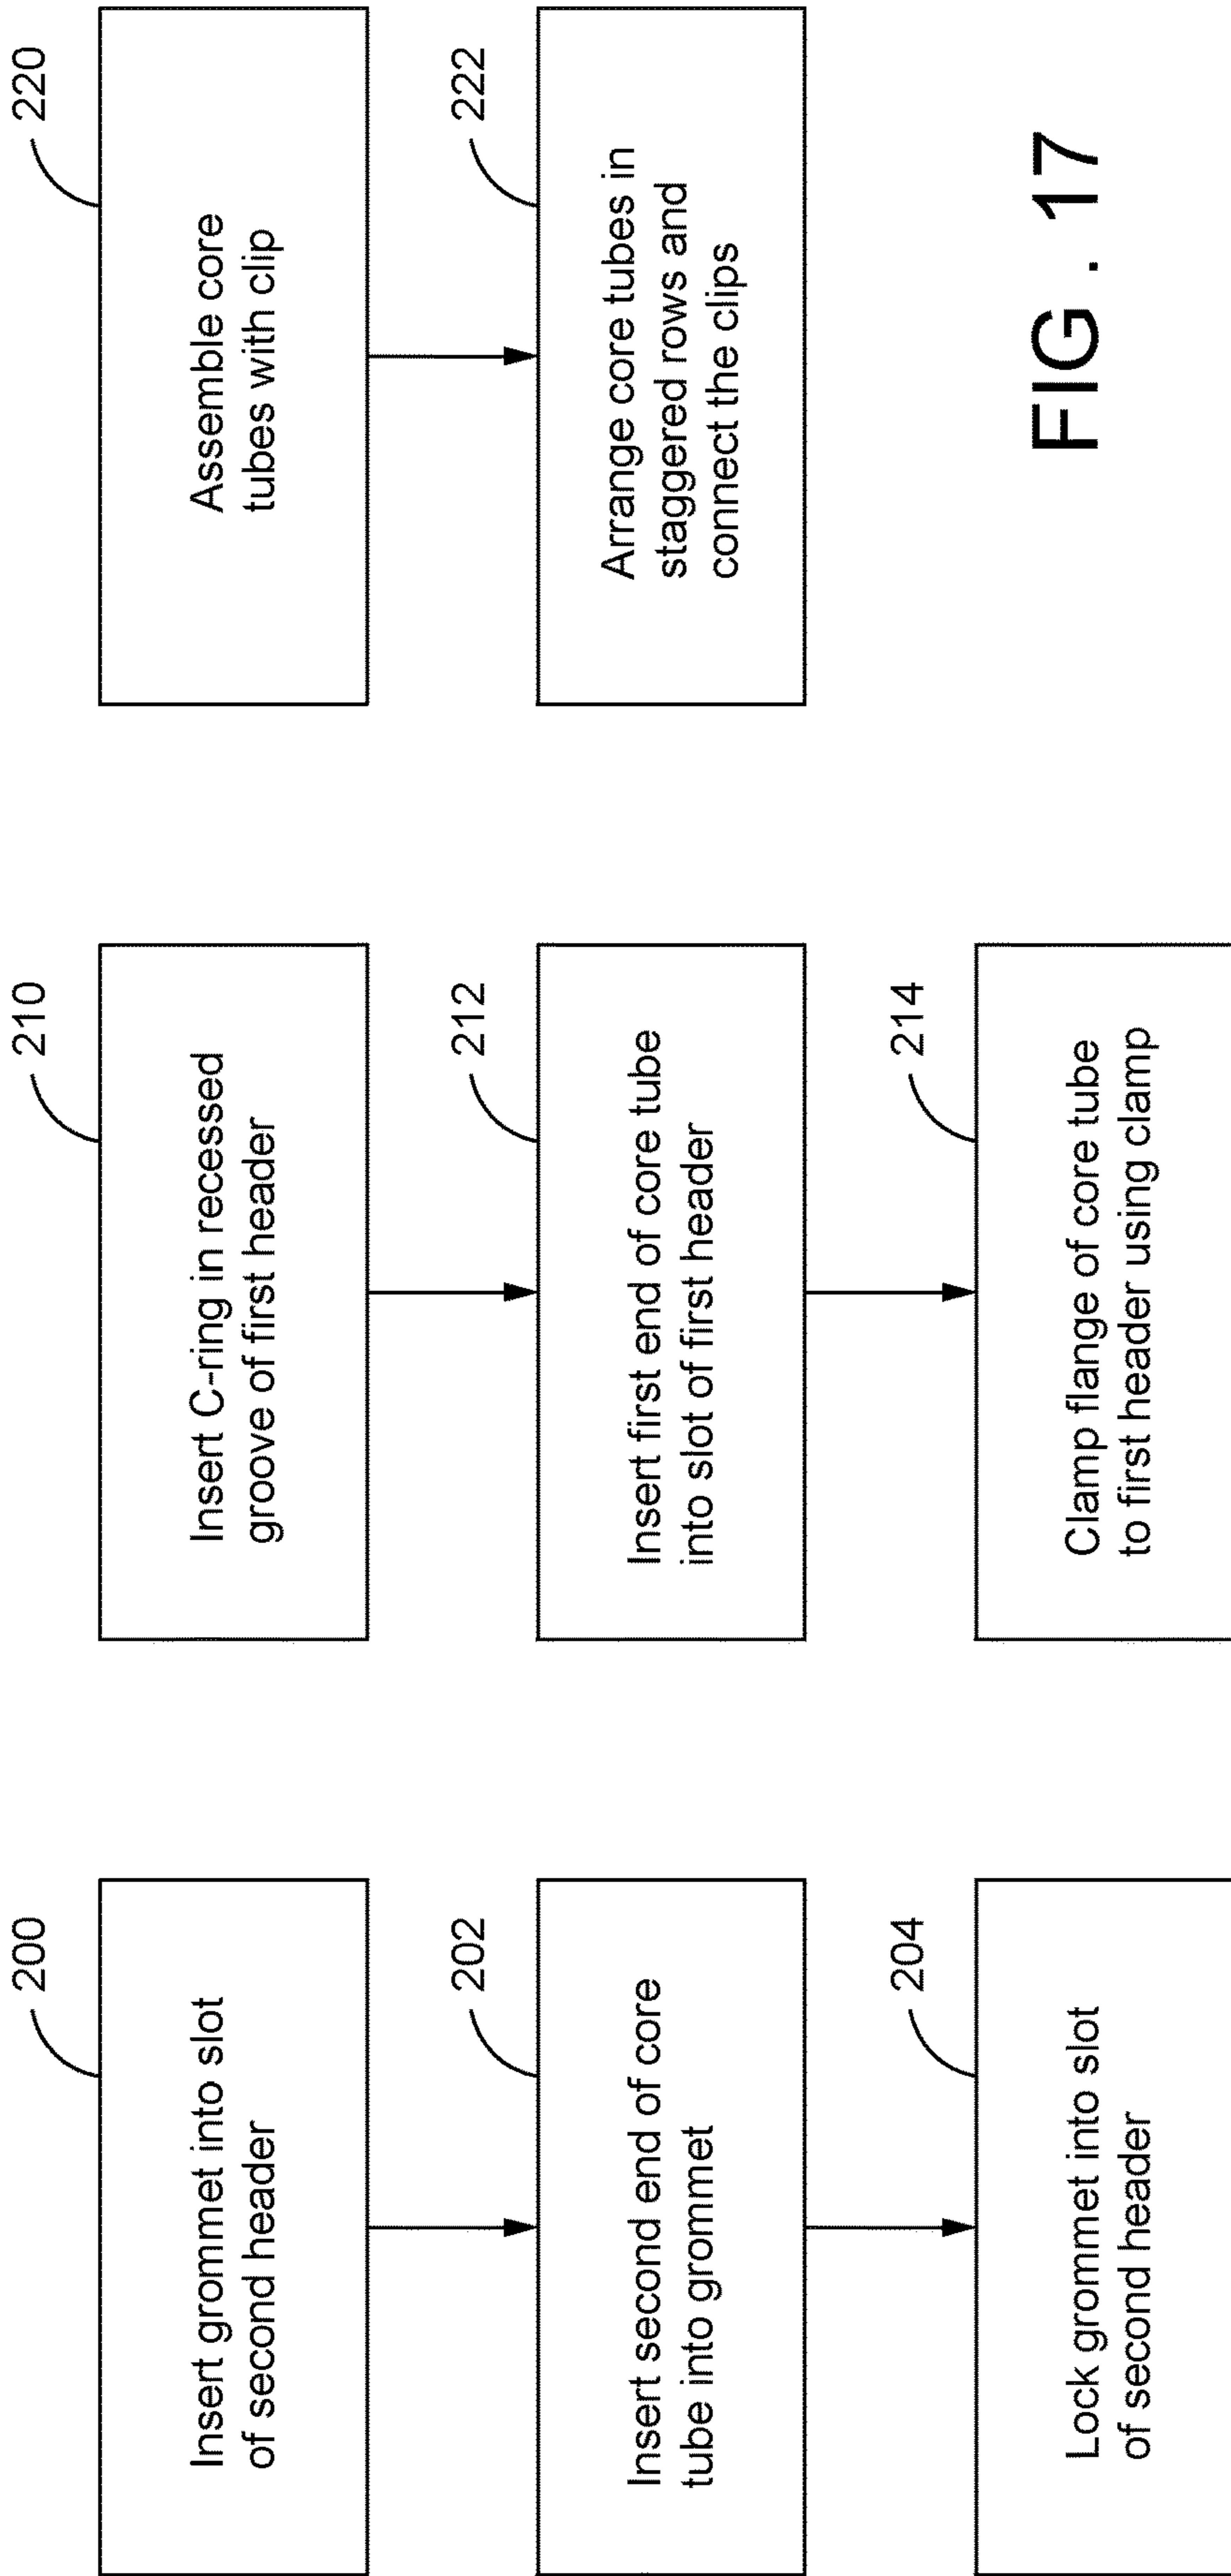 200
Insert grommet into slot
of second header
202
Insert second end of core
tube into grommet
204
Lock grommet into slot
of second header
210
Insert C-ring in recessed
groove of first header
212
Insert first end of core tube
into slot of first header
214
Clamp flange of core tube
to first header using clamp
220
Assemble core
tubes with clip
222
Arrange core tubes in
staggered rows and
connect the clips
FIG . 17